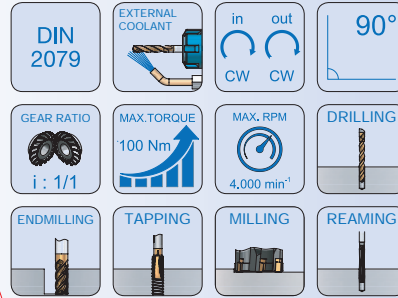 DIN
2079
EXTERNAL
COOLANT
in out
CW CW
90°
GEAR RATIO
i : 1/1
MAX.TORQUE
100 Nm
MAX. RPM
4.000 min⁻¹
DRILLING
ENDMILLING
TAPPING
MILLING
REAMING